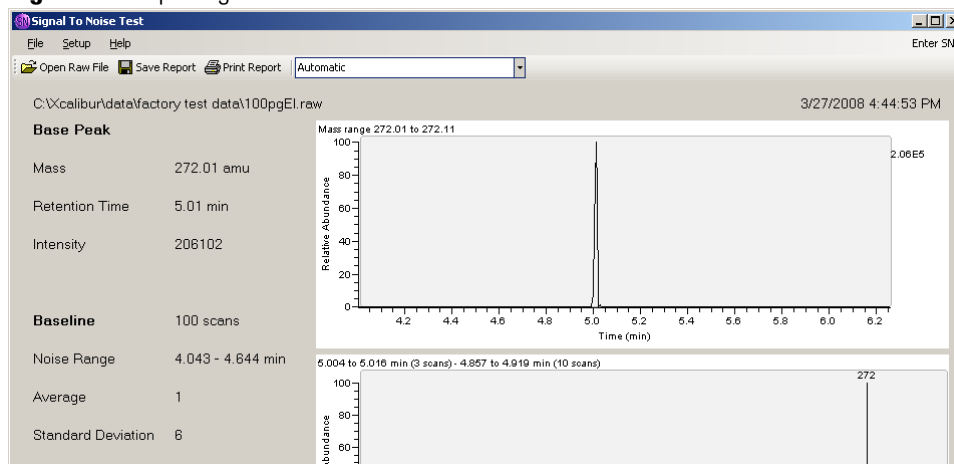 Signal To Noise Test
File Setup Help Enter SN
Open Raw File Save Report Print Report Automatic
C:\Xcalibur\data\factory test data\100pgEI.raw 3/27/2008 4:44:53 PM
Base Peak
Mass 272.01 amu
Retention Time 5.01 min
Intensity 206102
Baseline 100 scans
Noise Range 4.043 - 4.644 min
Average 1
Standard Deviation 6
Mass range 272.01 to 272.11
2.06E5
100
80
60
40
20
0
Relative Abundance
4.2 4.4 4.6 4.8 5.0 5.2 5.4 5.6 5.8 6.0 6.2
Time (min)
5.004 to 5.016 min (3 scans) - 4.857 to 4.919 min (10 scans)
272
100
80
60